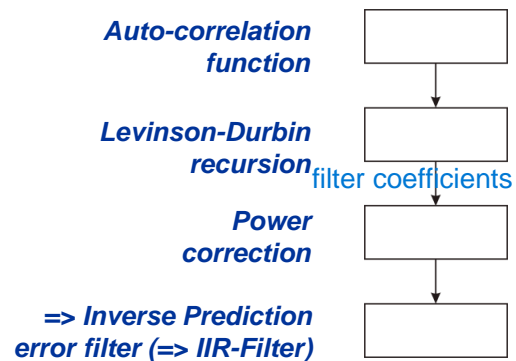 Auto-correlation
function
Levinson-Durbin
recursion
filter coefficients
Power
correction
=> Inverse Prediction
error filter (=> IIR-Filter)